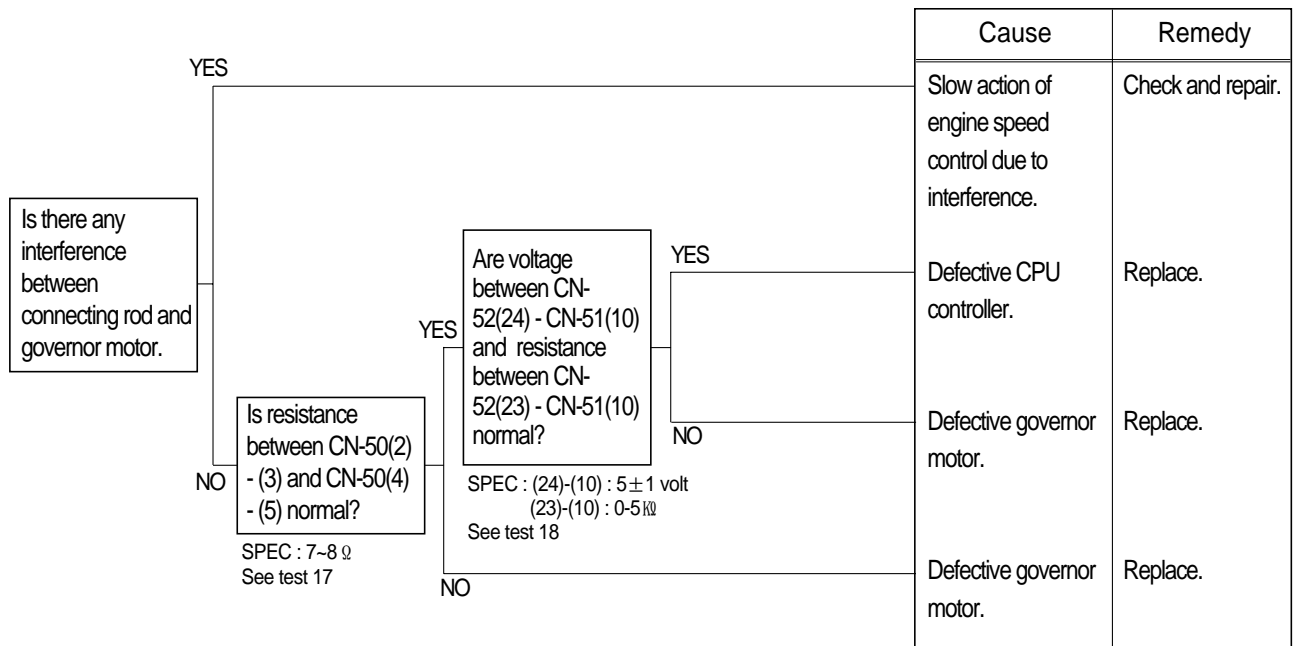 Cause
Remedy
YES
Slow action of
engine speed
control due to
interference.
Check and repair.
Is there any
interference
between
connecting rod and
governor motor.
NO
Is resistance
between CN-50(2)
- (3) and CN-50(4)
- (5) normal?
SPEC : 7~8 Ω
See test 17
YES
Are voltage
between CN-
52(24) - CN-51(10)
and resistance
between CN-
52(23) - CN-51(10)
normal?
SPEC : (24)-(10) : 5±1 volt
(23)-(10) : 0-5㏀
See test 18
YES
Defective CPU
controller.
Replace.
NO
Defective governor
motor.
Replace.
NO
Defective governor
motor.
Replace.